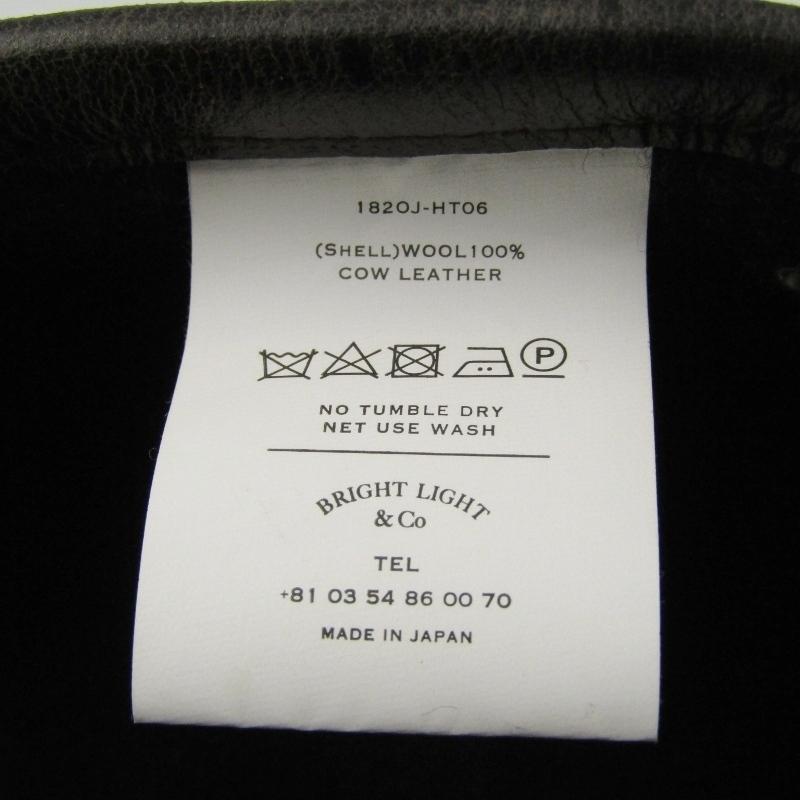 1820J-HT06
(SHELL)WOOL100%
COW LEATHER
P
NO TUMBLE DRY
NET USE WASH
BRIGHT LIGHT
& Co
TEL
+81 03 54 86 00 70
MADE IN JAPAN